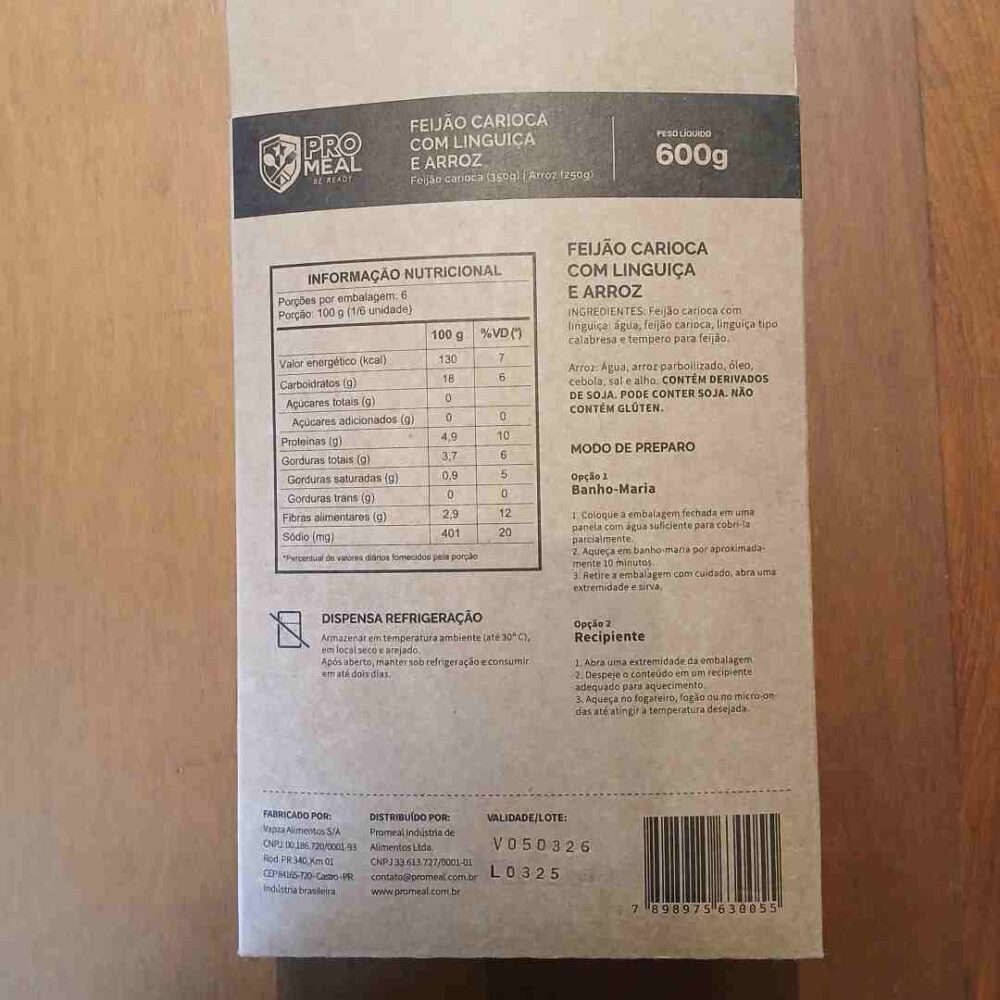 PRO
MEAL
BE READY
FEIJÃO CARIOCA
COM LINGUIÇA
E ARROZ
Feijão carioca (350g) | Arroz (250g)
PESO LÍQUIDO
600g
INFORMAÇÃO NUTRICIONAL
Porções por embalagem: 6
Porção: 100 g (1/6 unidade)
100 g %VD (*)
Valor energético (kcal) 130 7
Carboidratos (g) 18 6
Açúcares totais (g) 0
Açúcares adicionados (g) 0 0
Proteínas (g) 4,9 10
Gorduras totais (g) 3,7 6
Gorduras saturadas (g) 0,9 5
Gorduras trans (g) 0 0
Fibras alimentares (g) 2,9 12
Sódio (mg) 401 20
*Percentual de valores diários fornecidos pela porção
DISPENSA REFRIGERAÇÃO
Armazenar em temperatura ambiente (até 30° C),
em local seco e arejado.
Após aberto, manter sob refrigeração e consumir
em até dois dias.
FEIJÃO CARIOCA
COM LINGUIÇA
E ARROZ
INGREDIENTES: Feijão carioca com
linguiça: água, feijão carioca, linguiça tipo
calabresa e tempero para feijão.
Arroz: Água, arroz parboilizado, óleo,
cebola, sal e alho. CONTÉM DERIVADOS
DE SOJA. PODE CONTER SOJA. NÃO
CONTÉM GLÚTEN.
MODO DE PREPARO
Opção 1
Banho-Maria
1. Coloque a embalagem fechada em uma
panela com água suficiente para cobri-la
parcialmente.
2. Aqueça em banho-maria por aproximada-
mente 10 minutos.
3. Retire a embalagem com cuidado, abra uma
extremidade e sirva.
Opção 2
Recipiente
1. Abra uma extremidade da embalagem.
2. Despeje o conteúdo em um recipiente
adequado para aquecimento.
3. Aqueça no fogareiro, fogão ou no micro-on-
das até atingir a temperatura desejada.
FABRICADO POR:
Vapza Alimentos S/A
CNPJ 00.186.720/0001-93
Rod. PR 340, Km 01
CEP 84165-720- Castro -PR
Indústria brasileira
DISTRIBUÍDO POR:
Promeal Indústria de
Alimentos Ltda.
CNPJ 33.613.727/0001-01
contato@promeal.com.br
www.promeal.com.br
VALIDADE/LOTE:
V050326
L0325
7 898975 630055